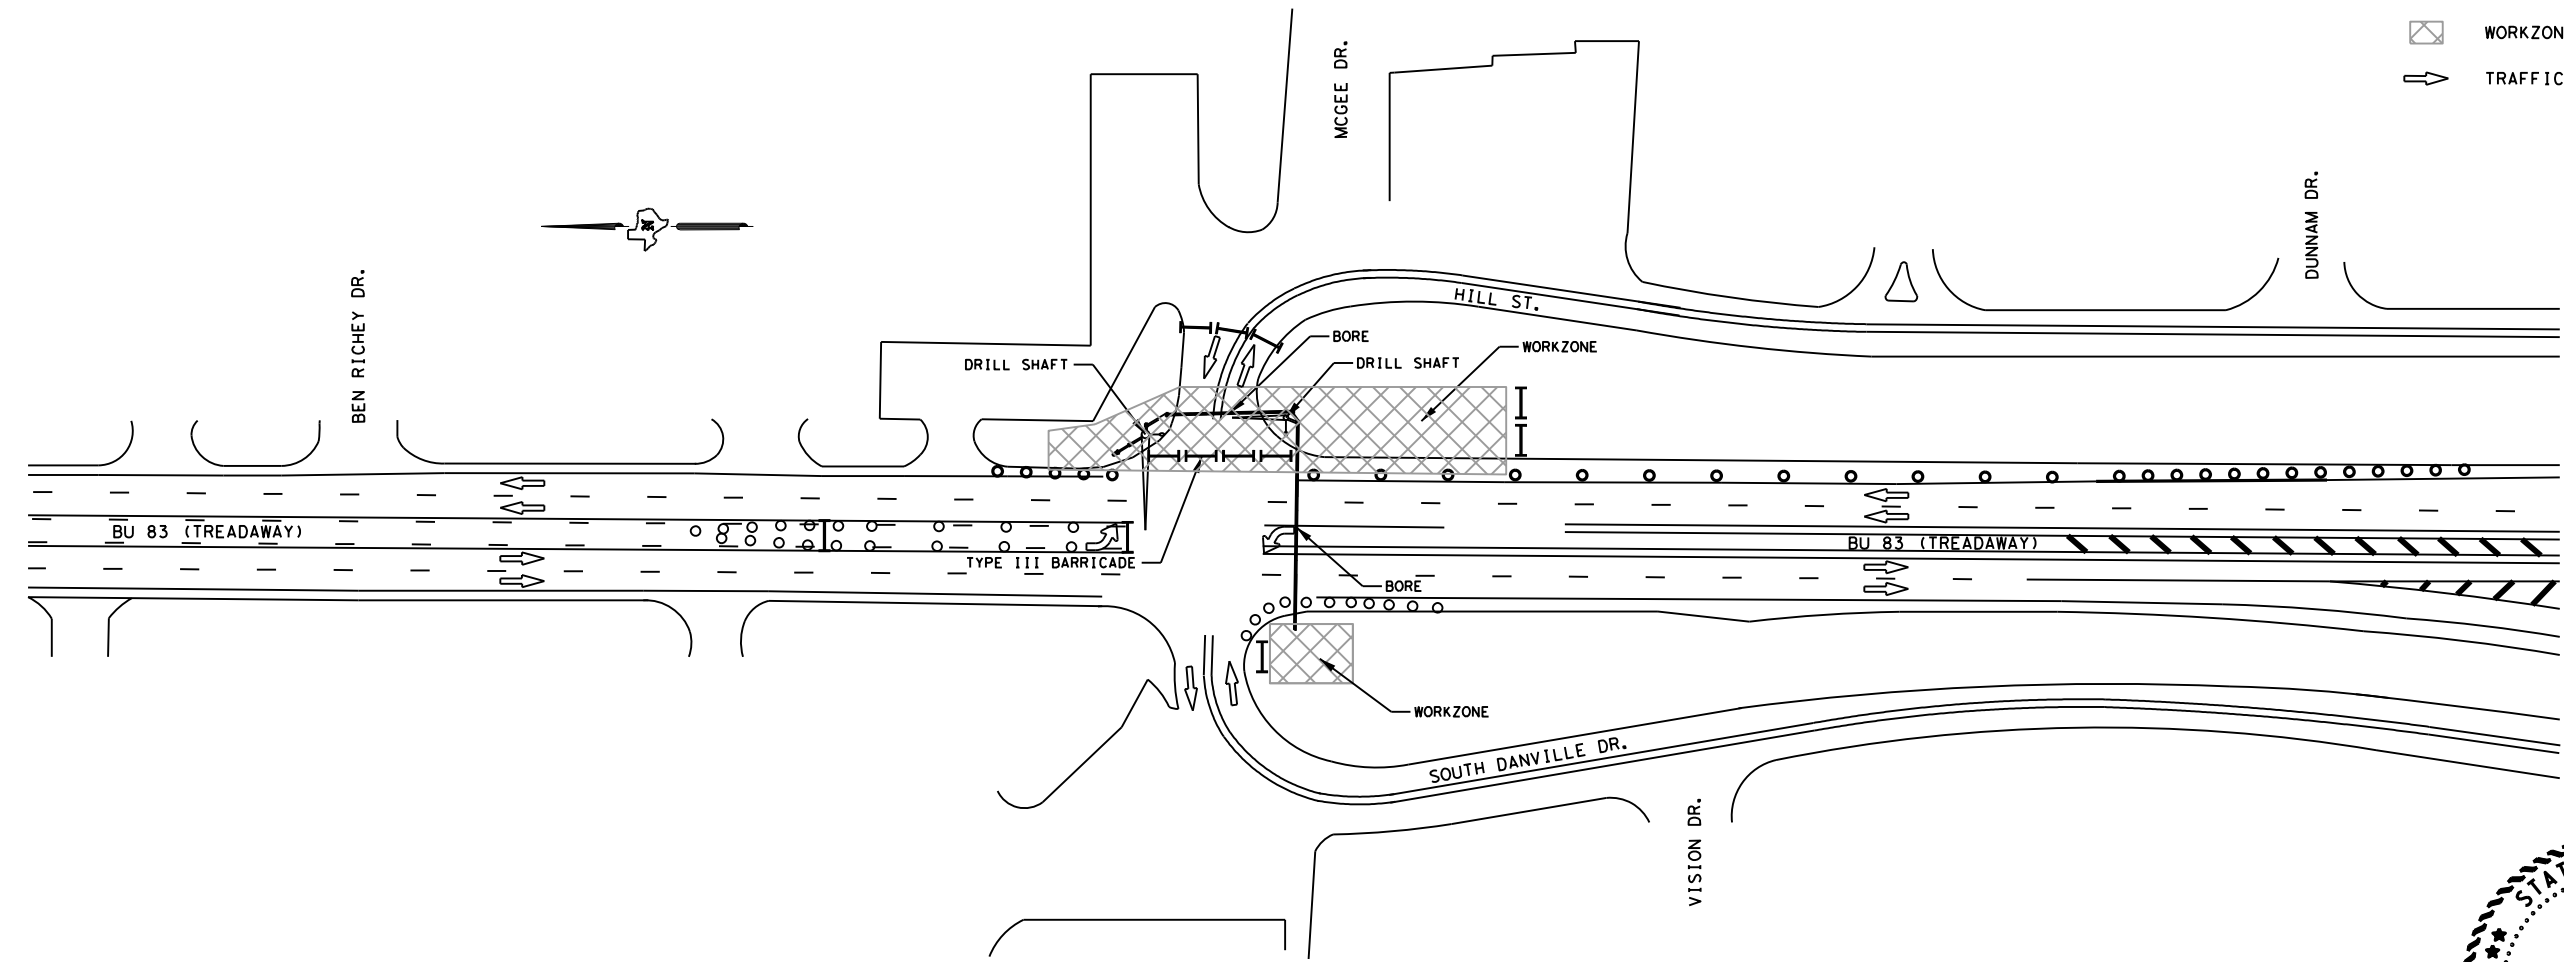 WORKZON
TRAFFIC
MCGEE DR.
DUNNAM DR.
BEN RICHEY DR.
HILL ST.
BORE
WORKZONE
DRILL SHAFT
DRILL SHAFT
BU 83 (TREADAWAY)
BU 83 (TREADAWAY)
TYPE III BARRICADE
BORE
WORKZONE
SOUTH DANVILLE DR.
VISION DR.
STAT